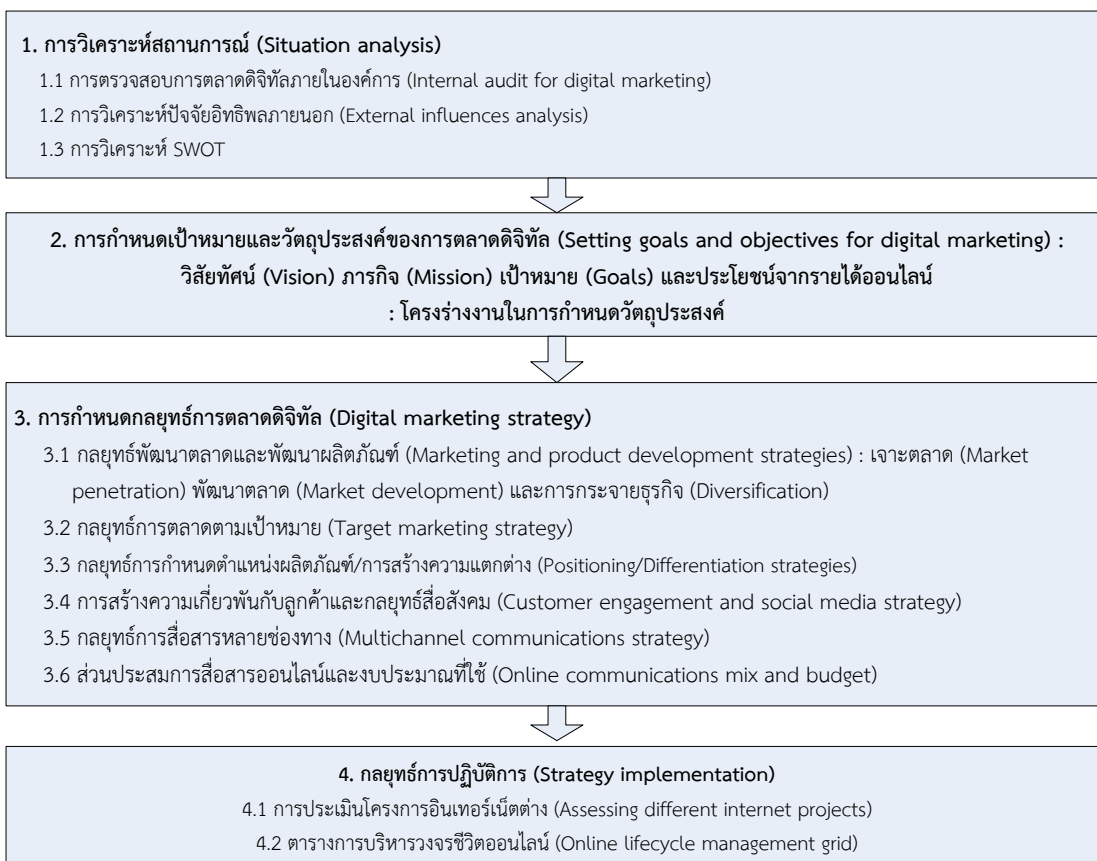 1. การวิเคราะห์สถานการณ์ (Situation analysis)
1.1 การตรวจสอบการตลาดดิจิทัลภายในองค์การ (Internal audit for digital marketing)
1.2 การวิเคราะห์ปัจจัยอิทธิพลภายนอก (External influences analysis)
1.3 การวิเคราะห์ SWOT
2. การกำหนดเป้าหมายและวัตถุประสงค์ของการตลาดดิจิทัล (Setting goals and objectives for digital marketing) :
วิสัยทัศน์ (Vision) ภารกิจ (Mission) เป้าหมาย (Goals) และประโยชน์จากรายได้ออนไลน์
: โครงร่างงานในการกำหนดวัตถุประสงค์
3. การกำหนดกลยุทธ์การตลาดดิจิทัล (Digital marketing strategy)
3.1 กลยุทธ์พัฒนาตลาดและพัฒนาผลิตภัณฑ์ (Marketing and product development strategies) : เจาะตลาด (Market
penetration) พัฒนาตลาด (Market development) และการกระจายธุรกิจ (Diversification)
3.2 กลยุทธ์การตลาดตามเป้าหมาย (Target marketing strategy)
3.3 กลยุทธ์การกำหนดตำแหน่งผลิตภัณฑ์/การสร้างความแตกต่าง (Positioning/Differentiation strategies)
3.4 การสร้างความเกี่ยวพันกับลูกค้าและกลยุทธ์สื่อสังคม (Customer engagement and social media strategy)
3.5 กลยุทธ์การสื่อสารหลายช่องทาง (Multichannel communications strategy)
3.6 ส่วนประสมการสื่อสารออนไลน์และงบประมาณที่ใช้ (Online communications mix and budget)
4. กลยุทธ์การปฏิบัติการ (Strategy implementation)
4.1 การประเมินโครงการอินเทอร์เน็ตต่าง (Assessing different internet projects)
4.2 ตารางการบริหารวงจรชีวิตออนไลน์ (Online lifecycle management grid)